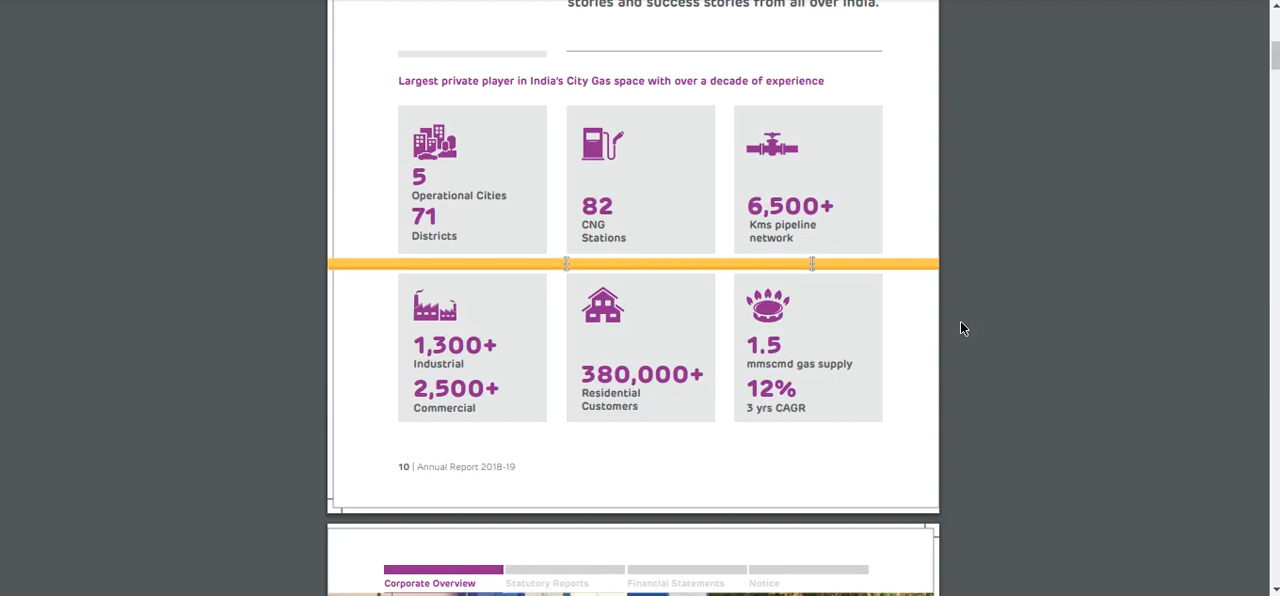 stories and success stories from all over India.
Largest private player in India's City Gas space with over a decade of experience
5
Operational Cities
71
Districts
82
CNG
Stations
6,500+
Kms pipeline
network
1,300+
Industrial
2,500+
Commercial
380,000+
Residential
Customers
1.5
mmscmd gas supply
12%
3 yrs CAGR
10 | Annual Report 2018-19
Corporate Overview
Statutory Reports
Financial Statements
Notice